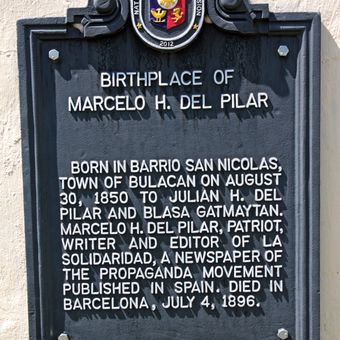 2012
BIRTHPLACE OF
MARCELO H. DEL PILAR
BORN IN BARRIO SAN NICOLAS,
TOWN OF BULACAN ON AUGUST
30, 1850 TO JULIAN H. DEL
PILAR AND BLASA GATMAYTAN.
MARCELO H. DEL PILAR, PATRIOT,
WRITER AND EDITOR OF LA
SOLIDARIDAD, A NEWSPAPER OF
THE PROPAGANDA MOVEMENT
PUBLISHED IN SPAIN. DIED IN
BARCELONA, JULY 4, 1896.